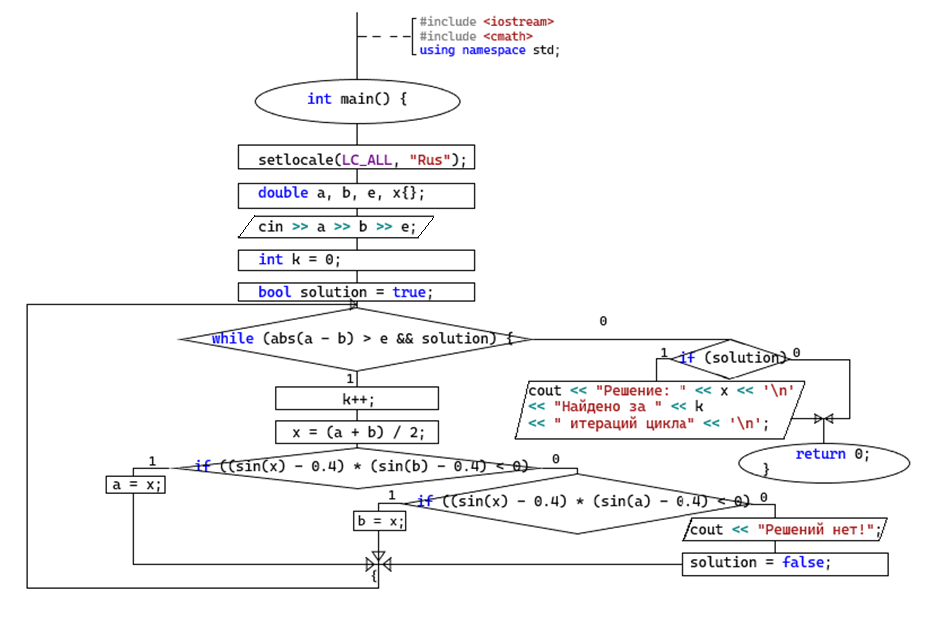 #include <iostream>
#include <cmath>
using namespace std;
int main() {
setlocale(LC_ALL, "Rus");
double a, b, e, x{};
cin >> a >> b >> e;
int k = 0;
bool solution = true;
while (abs(a - b) > e && solution) {
0
1
if (solution)
1
0
cout << "Решение: " << x << '\n'
<< "Найдено за " << k
<< " итераций цикла" << '\n';
return 0;
}
k++;
x = (a + b) / 2;
if ((sin(x) - 0.4) * (sin(b) - 0.4) < 0)
1
0
a = x;
if ((sin(x) - 0.4) * (sin(a) - 0.4) < 0)
1
0
b = x;
cout << "Решений нет!";
solution = false;
{